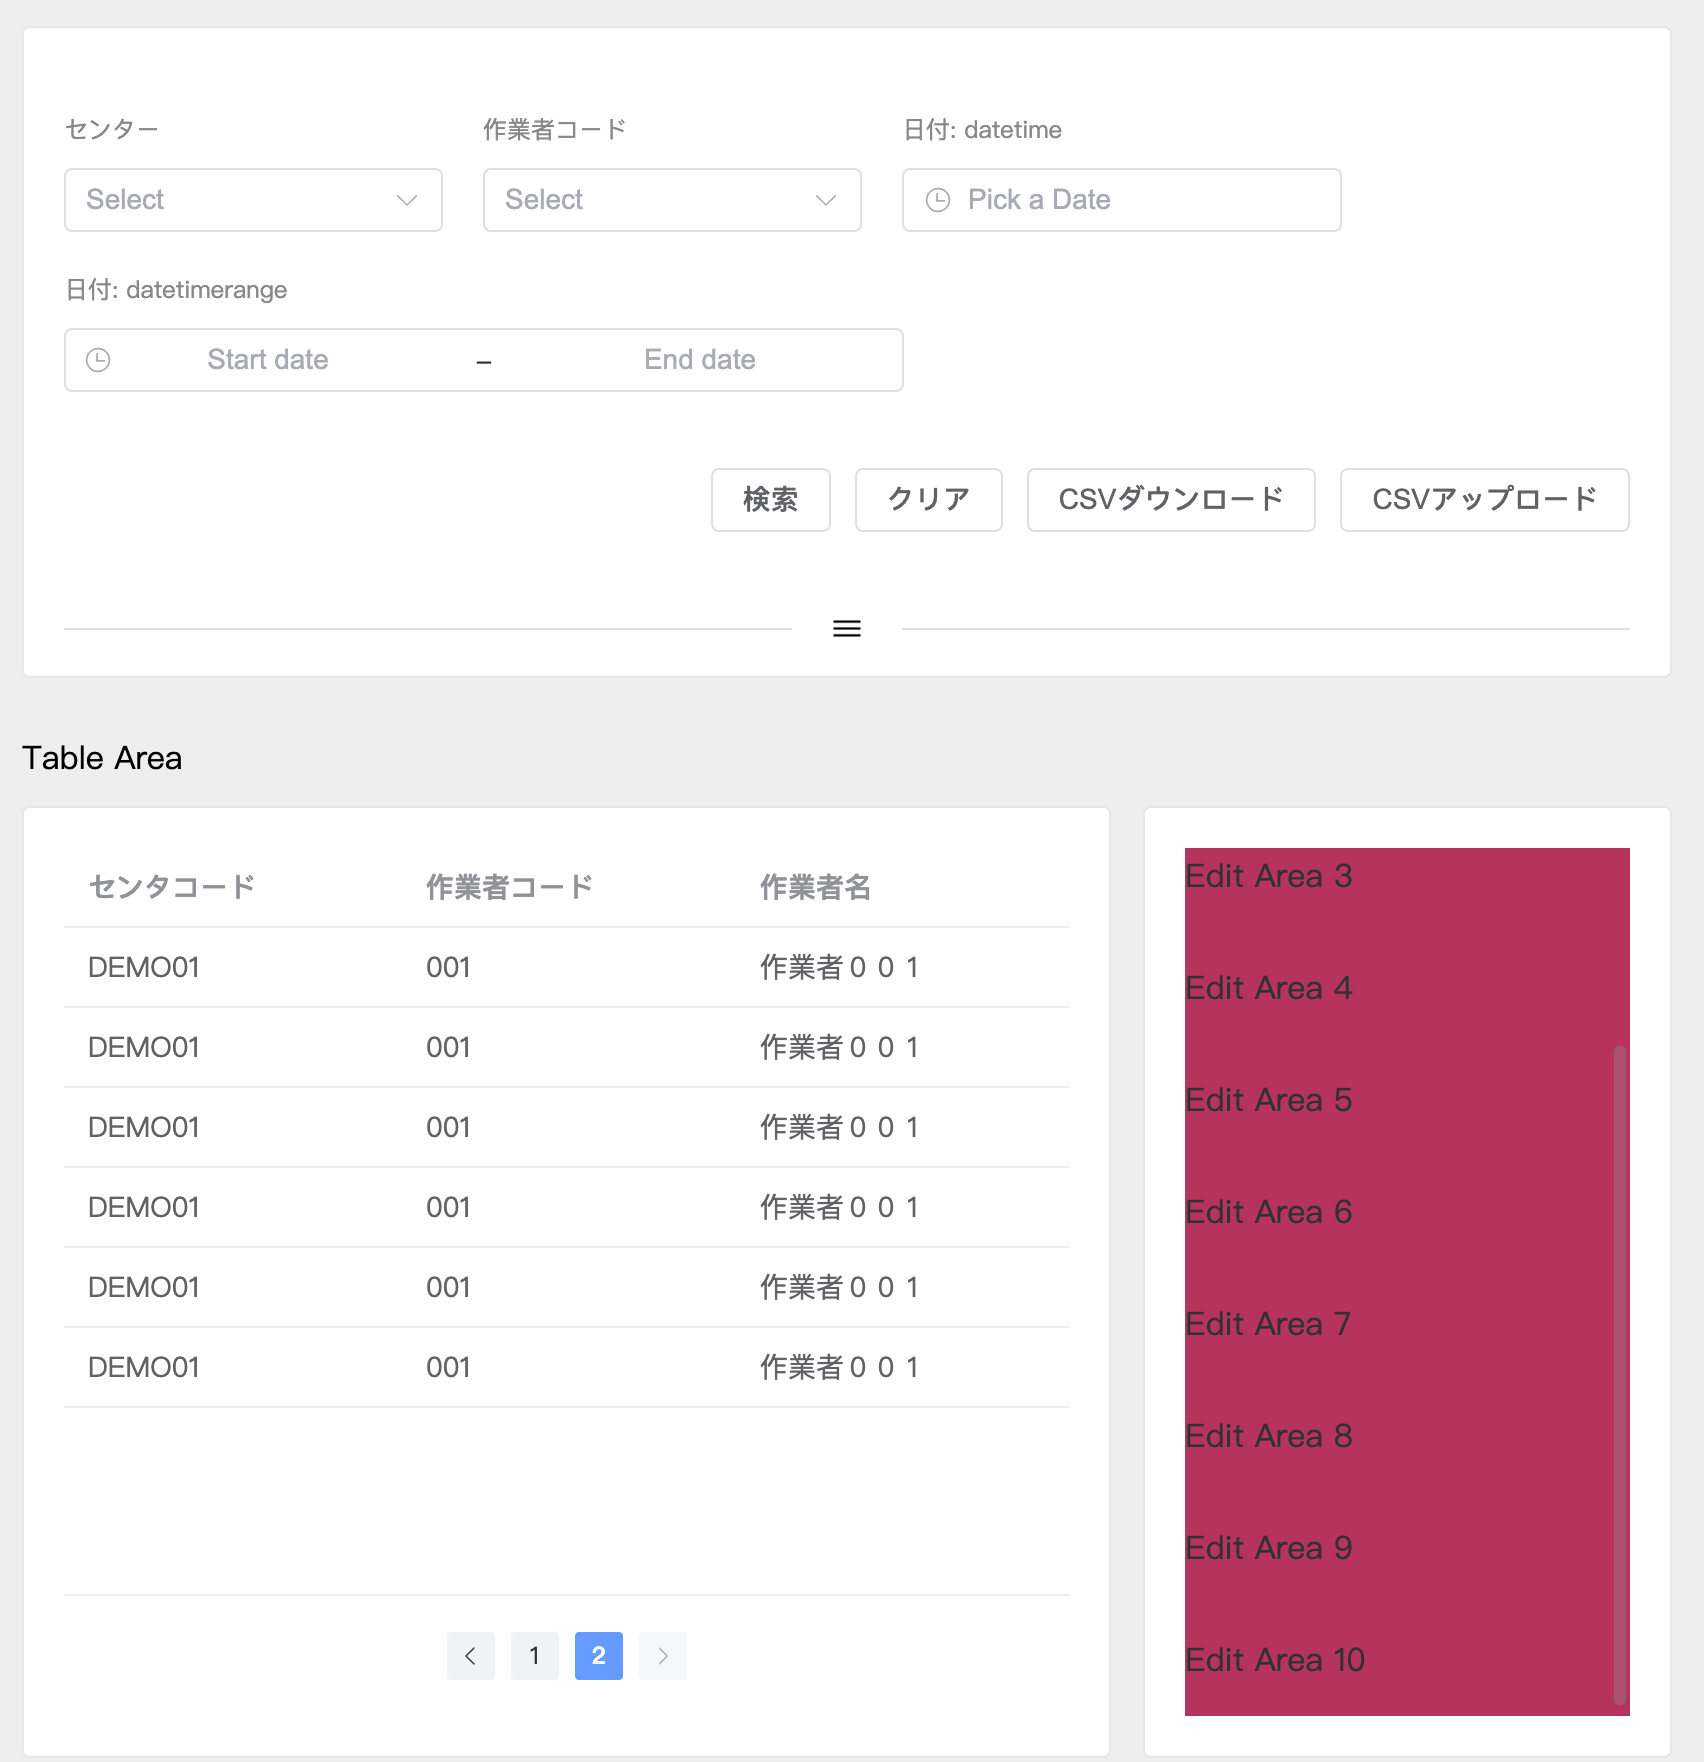 センター 作業者コード 日付: datetime
Select Select Pick a Date
日付: datetimerange
Start date – End date
検索 クリア CSVダウンロード CSVアップロード
Table Area
センタコード 作業者コード 作業者名
DEMO01 001 作業者００１
DEMO01 001 作業者００１
DEMO01 001 作業者００１
DEMO01 001 作業者００１
DEMO01 001 作業者００１
DEMO01 001 作業者００１
1 2
Edit Area 3
Edit Area 4
Edit Area 5
Edit Area 6
Edit Area 7
Edit Area 8
Edit Area 9
Edit Area 10